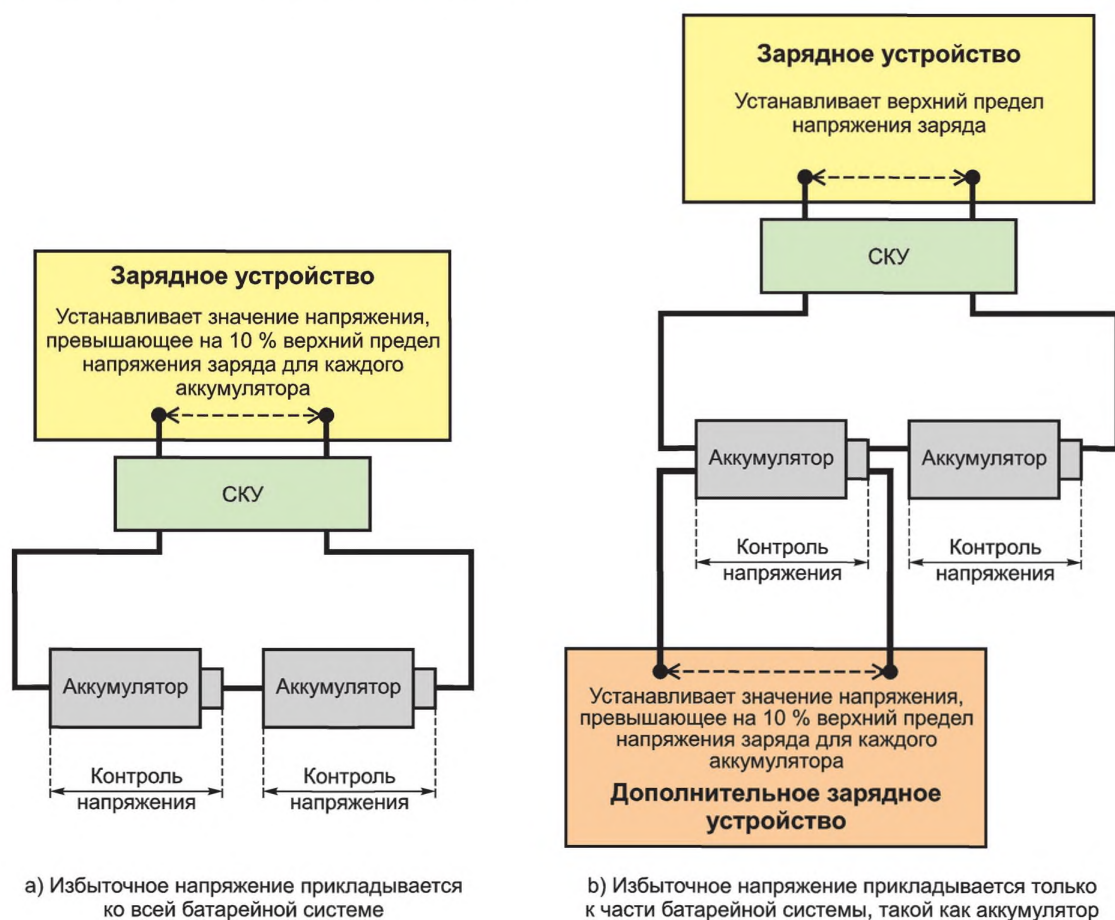 Зарядное устройство
Устанавливает значение напряжения,
превышающее на 10 % верхний предел
напряжения заряда для каждого
аккумулятора
СКУ
Аккумулятор
Аккумулятор
Контроль
напряжения
Контроль
напряжения
a) Избыточное напряжение прикладывается
ко всей батарейной системе
Зарядное устройство
Устанавливает верхний предел
напряжения заряда
СКУ
Аккумулятор
Аккумулятор
Контроль
напряжения
Контроль
напряжения
Устанавливает значение напряжения,
превышающее на 10 % верхний предел
напряжения заряда для каждого
аккумулятора
Дополнительное зарядное
устройство
b) Избыточное напряжение прикладывается только
к части батарейной системы, такой как аккумулятор